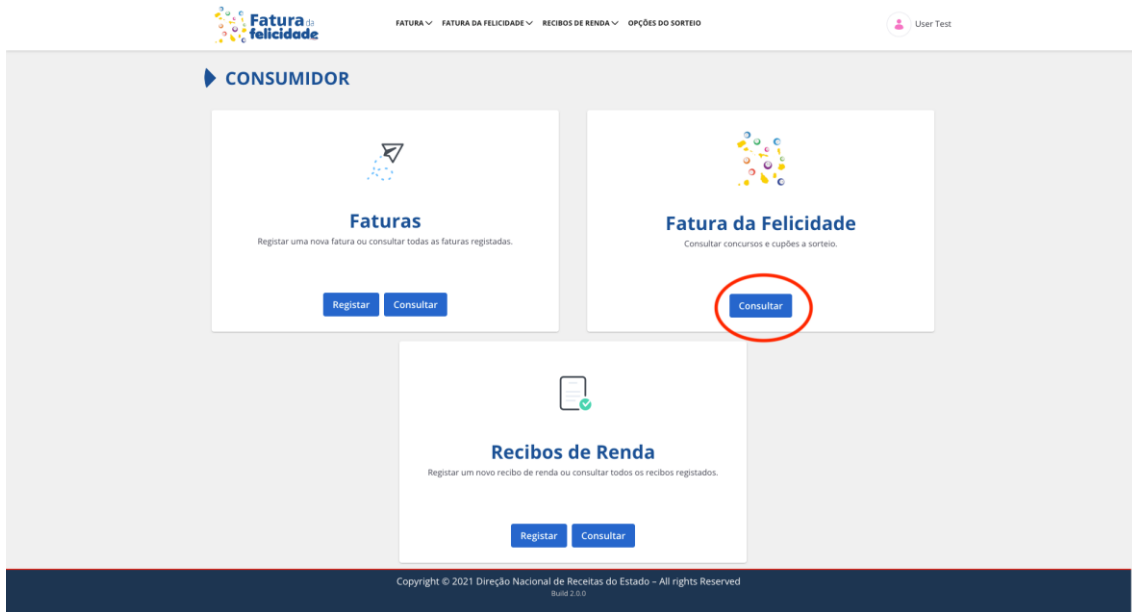 Fatura da
felicidade
FATURA
FATURA DA FELICIDADE
RECIBOS DE RENDA
OPÇÕES DO SORTEIO
User Test
CONSUMIDOR
Faturas
Registar uma nova fatura ou consultar todas as faturas registadas.
Registar
Consultar
Fatura da Felicidade
Consultar concursos e cupões a sorteio.
Consultar
Recibos de Renda
Registar um novo recibo de renda ou consultar todos os recibos registados.
Registar
Consultar
Copyright © 2021 Direção Nacional de Receitas do Estado – All rights Reserved
Build 2.0.0